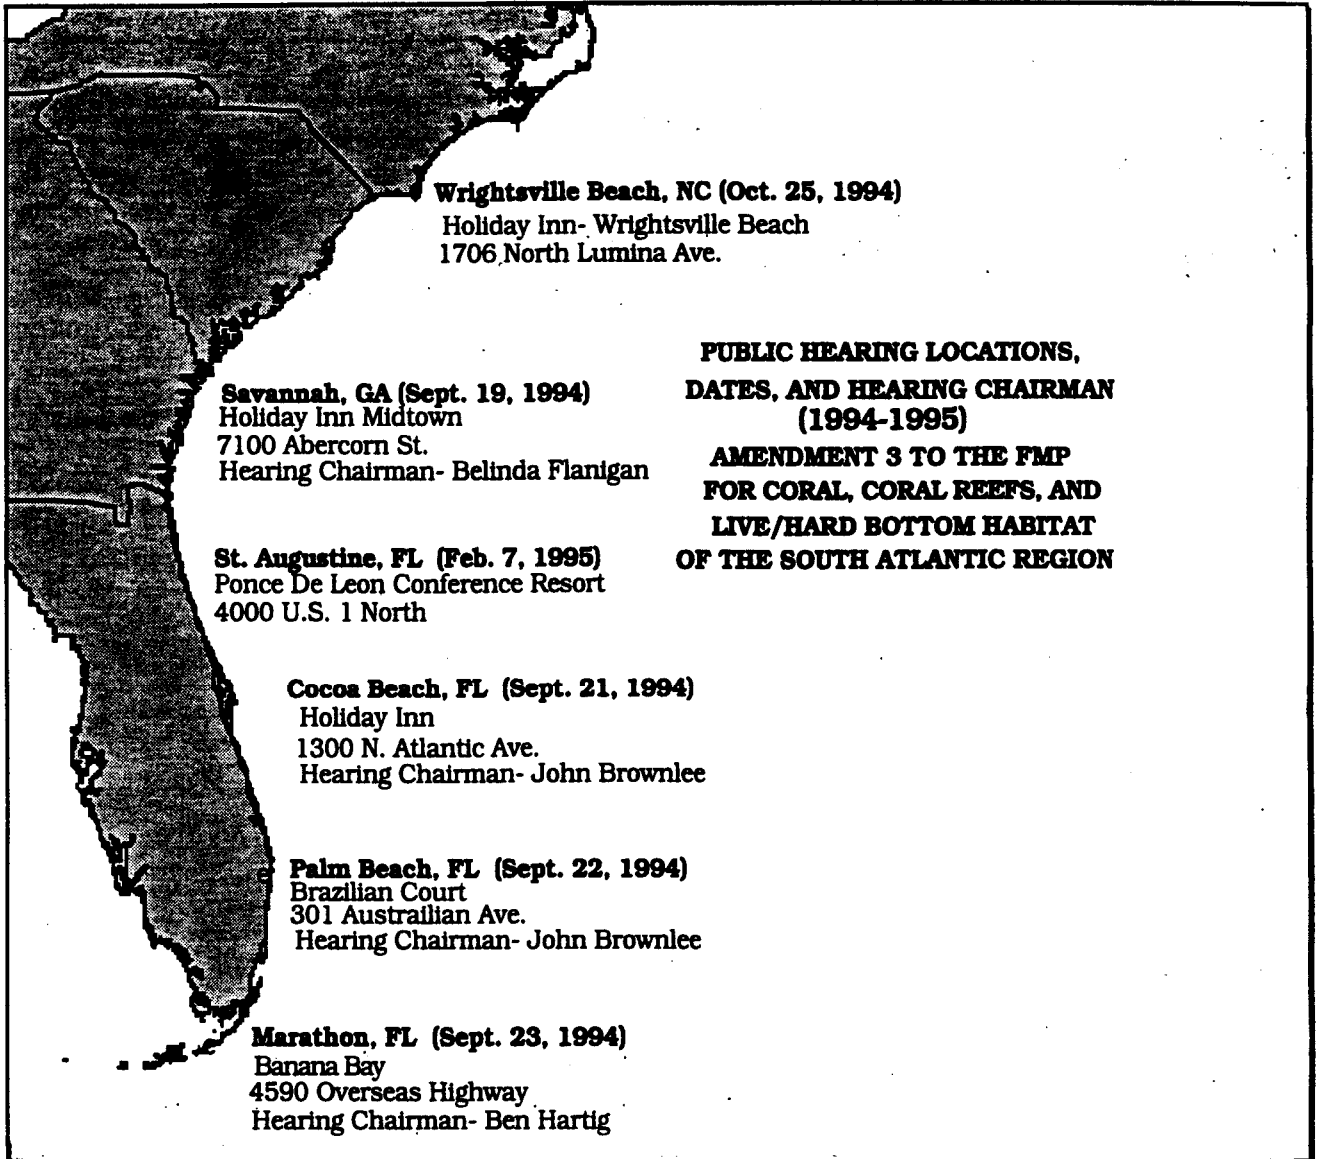 Wrightsville Beach, NC (Oct. 25, 1994)
Holiday Inn- Wrightsville Beach
1706 North Lumina Ave.
PUBLIC HEARING LOCATIONS,
DATES, AND HEARING CHAIRMAN
(1994-1995)
AMENDMENT 3 TO THE FMP
FOR CORAL, CORAL REEFS, AND
LIVE/HARD BOTTOM HABITAT
OF THE SOUTH ATLANTIC REGION
Savannah, GA (Sept. 19, 1994)
Holiday Inn Midtown
7100 Abercorn St.
Hearing Chairman- Belinda Flanigan
St. Augustine, FL (Feb. 7, 1995)
Ponce De Leon Conference Resort
4000 U.S. 1 North
Cocoa Beach, FL (Sept. 21, 1994)
Holiday Inn
1300 N. Atlantic Ave.
Hearing Chairman- John Brownlee
Palm Beach, FL (Sept. 22, 1994)
Brazilian Court
301 Austrailian Ave.
Hearing Chairman- John Brownlee
Marathon, FL (Sept. 23, 1994)
Banana Bay
4590 Overseas Highway
Hearing Chairman- Ben Hartig